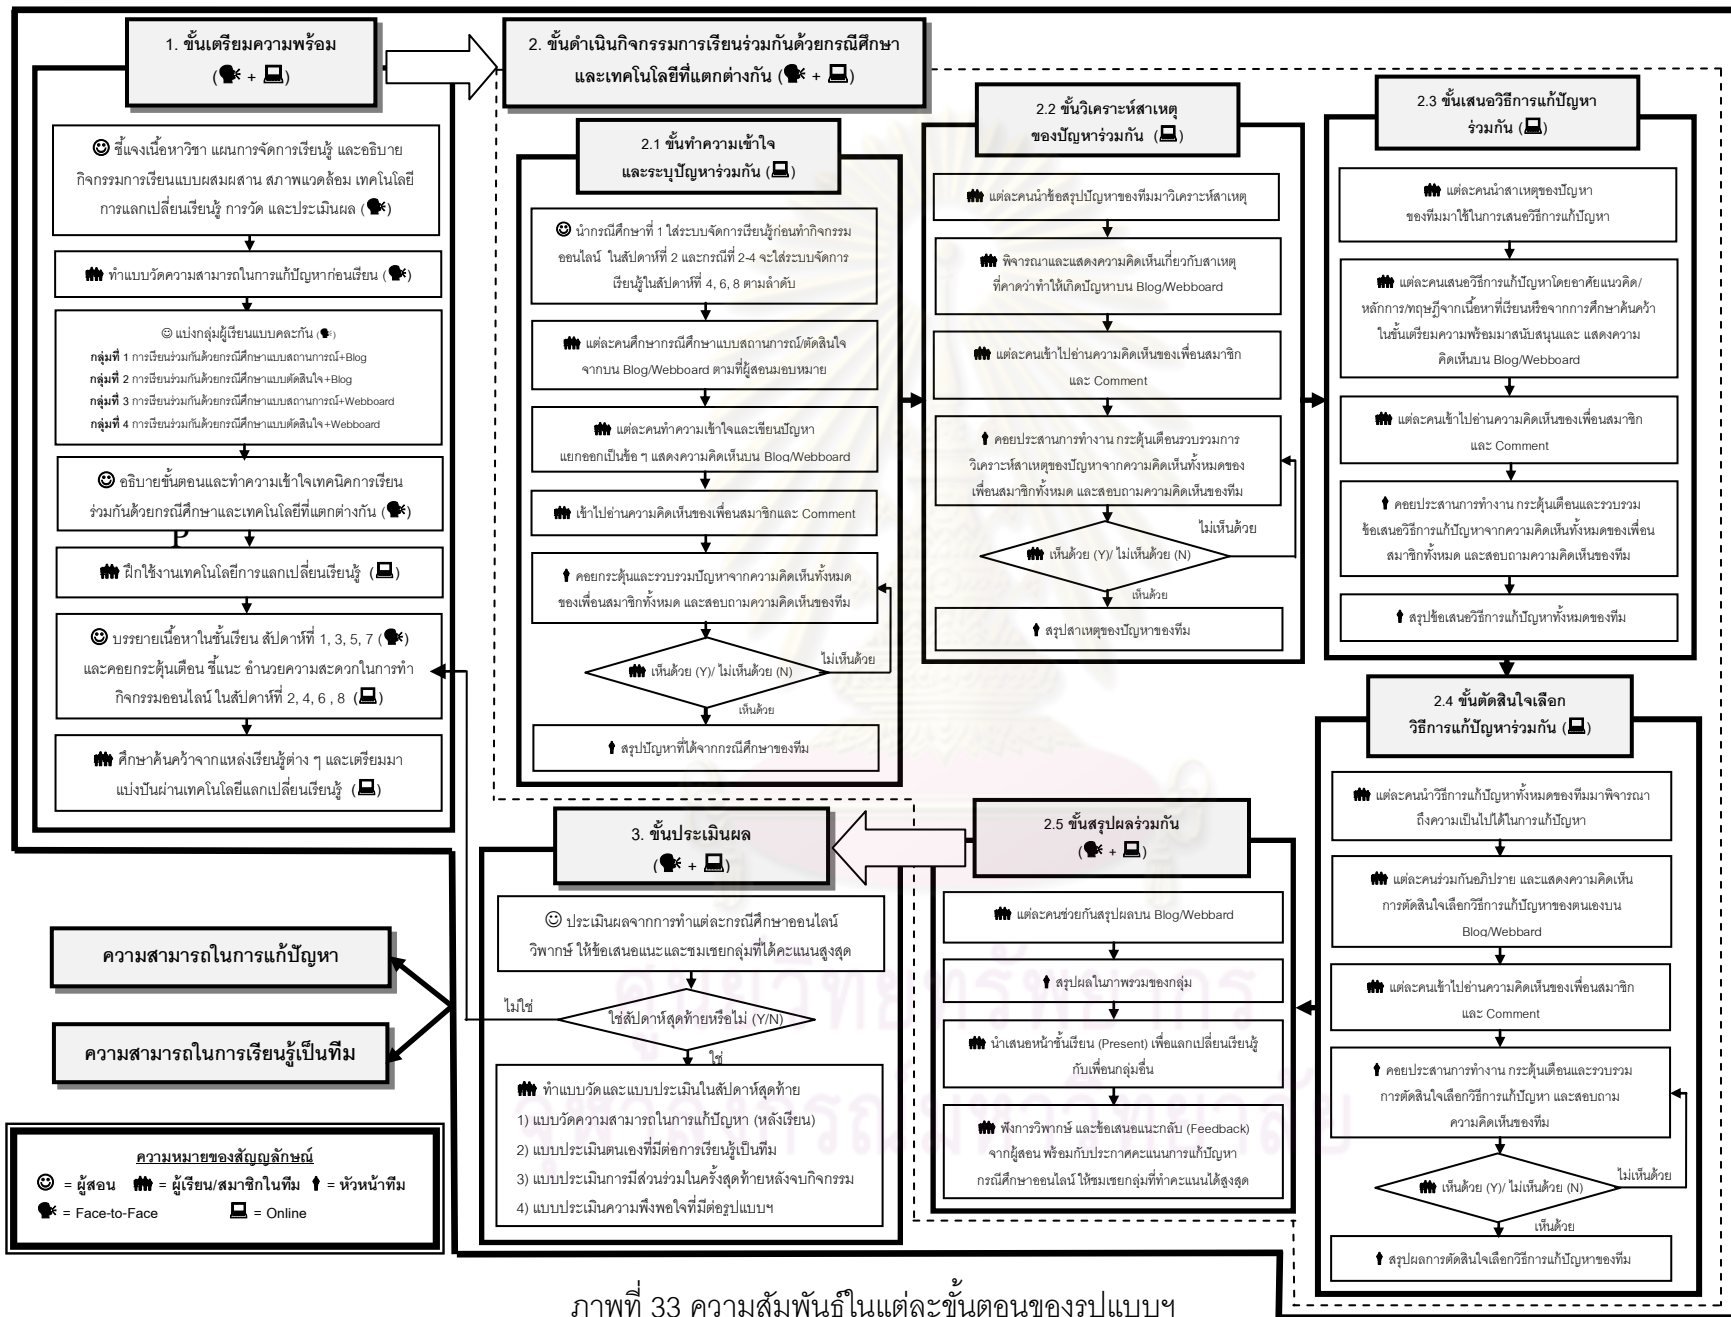 1. ขั้นเตรียมความพร้อม
( + )
ชี้แจงเนื้อหาวิชา แผนการจัดการเรียนรู้ และอธิบาย
กิจกรรมการเรียนแบบผสมผสาน สภาพแวดล้อม เทคโนโลยี
การแลกเปลี่ยนเรียนรู้ การวัด และประเมินผล ( )
ทำแบบวัดความสามารถในการแก้ปัญหาก่อนเรียน ( )
แบ่งกลุ่มผู้เรียนแบบคละกัน ( )
กลุ่มที่ 1 การเรียนร่วมกันด้วยกรณีศึกษาแบบสถานการณ์+Blog
กลุ่มที่ 2 การเรียนร่วมกันด้วยกรณีศึกษาแบบตัดสินใจ+Blog
กลุ่มที่ 3 การเรียนร่วมกันด้วยกรณีศึกษาแบบสถานการณ์+Webboard
กลุ่มที่ 4 การเรียนร่วมกันด้วยกรณีศึกษาแบบตัดสินใจ+Webboard
อธิบายขั้นตอนและทำความเข้าใจเทคนิคการเรียน
ร่วมกันด้วยกรณีศึกษาและเทคโนโลยีที่แตกต่างกัน ( )
P
ฝึกใช้งานเทคโนโลยีการแลกเปลี่ยนเรียนรู้ ( )
บรรยายเนื้อหาในชั้นเรียน สัปดาห์ที่ 1, 3, 5, 7 ( )
และคอยกระตุ้นเตือน ชี้แนะ อำนวยความสะดวกในการทำ
กิจกรรมออนไลน์ ในสัปดาห์ที่ 2, 4, 6 , 8 ( )
ศึกษาค้นคว้าจากแหล่งเรียนรู้ต่าง ๆ และเตรียมมา
แบ่งปันผ่านเทคโนโลยีแลกเปลี่ยนเรียนรู้ ( )
2. ขั้นดำเนินกิจกรรมการเรียนร่วมกันด้วยกรณีศึกษา
และเทคโนโลยีที่แตกต่างกัน ( + )
2.1 ขั้นทำความเข้าใจ
และระบุปัญหาร่วมกัน ( )
นำกรณีศึกษาที่ 1 ใส่ระบบจัดการเรียนรู้ก่อนทำกิจกรรม
ออนไลน์ ในสัปดาห์ที่ 2 และกรณีที่ 2-4 จะใส่ระบบจัดการ
เรียนรู้ในสัปดาห์ที่ 4, 6, 8 ตามลำดับ
แต่ละคนศึกษากรณีศึกษาแบบสถานการณ์/ตัดสินใจ
จากบน Blog/Webboard ตามที่ผู้สอนมอบหมาย
แต่ละคนทำความเข้าใจและเขียนปัญหา
แยกออกเป็นข้อ ๆ แสดงความคิดเห็นบน Blog/Webboard
เข้าไปอ่านความคิดเห็นของเพื่อนสมาชิกและ Comment
คอยกระตุ้นและรวบรวมปัญหาจากความคิดเห็นทั้งหมด
ของเพื่อนสมาชิกทั้งหมด และสอบถามความคิดเห็นของทีม
เห็นด้วย (Y)/ ไม่เห็นด้วย (N)
ไม่เห็นด้วย
เห็นด้วย
สรุปปัญหาที่ได้จากกรณีศึกษาของทีม
2.2 ขั้นวิเคราะห์สาเหตุ
ของปัญหาร่วมกัน ( )
แต่ละคนนำข้อสรุปปัญหาของทีมมาวิเคราะห์สาเหตุ
พิจารณาและแสดงความคิดเห็นเกี่ยวกับสาเหตุ
ที่คาดว่าทำให้เกิดปัญหาบน Blog/Webboard
แต่ละคนเข้าไปอ่านความคิดเห็นของเพื่อนสมาชิก
และ Comment
คอยประสานการทำงาน กระตุ้นเตือนรวบรวมการ
วิเคราะห์สาเหตุของปัญหาจากความคิดเห็นทั้งหมดของ
เพื่อนสมาชิกทั้งหมด และสอบถามความคิดเห็นของทีม
ไม่เห็นด้วย
เห็นด้วย (Y)/ ไม่เห็นด้วย (N)
เห็นด้วย
สรุปสาเหตุของปัญหาของทีม
2.3 ขั้นเสนอวิธีการแก้ปัญหา
ร่วมกัน ( )
แต่ละคนนำสาเหตุของปัญหา
ของทีมมาใช้ในการเสนอวิธีการแก้ปัญหา
แต่ละคนเสนอวิธีการแก้ปัญหาโดยอาศัยแนวคิด/
หลักการ/ทฤษฎีจากเนื้อหาที่เรียนหรือจากการศึกษาค้นคว้า
ในขั้นเตรียมความพร้อมมาสนับสนุนและ แสดงความ
คิดเห็นบน Blog/Webboard
แต่ละคนเข้าไปอ่านความคิดเห็นของเพื่อนสมาชิก
และ Comment
คอยประสานการทำงาน กระตุ้นเตือนและรวบรวม
ข้อเสนอวิธีการแก้ปัญหาจากความคิดเห็นทั้งหมดของเพื่อน
สมาชิกทั้งหมด และสอบถามความคิดเห็นของทีม
สรุปข้อเสนอวิธีการแก้ปัญหาทั้งหมดของทีม
2.4 ขั้นตัดสินใจเลือก
วิธีการแก้ปัญหาร่วมกัน ( )
แต่ละคนนำวิธีการแก้ปัญหาทั้งหมดของทีมมาพิจารณา
ถึงความเป็นไปได้ในการแก้ปัญหา
แต่ละคนร่วมกันอภิปราย และแสดงความคิดเห็น
การตัดสินใจเลือกวิธีการแก้ปัญหาของตนเองบน
Blog/Webbard
แต่ละคนเข้าไปอ่านความคิดเห็นของเพื่อนสมาชิก
และ Comment
คอยประสานการทำงาน กระตุ้นเตือนและรวบรวม
การตัดสินใจเลือกวิธีการแก้ปัญหา และสอบถาม
ความคิดเห็นของทีม
ไม่เห็นด้วย
เห็นด้วย (Y)/ ไม่เห็นด้วย (N)
เห็นด้วย
สรุปผลการตัดสินใจเลือกวิธีการแก้ปัญหาของทีม
2.5 ขั้นสรุปผลร่วมกัน
( + )
แต่ละคนช่วยกันสรุปผลบน Blog/Webbard
สรุปผลในภาพรวมของกลุ่ม
นำเสนอหน้าชั้นเรียน (Present) เพื่อแลกเปลี่ยนเรียนรู้
กับเพื่อนกลุ่มอื่น
ฟังการวิพากษ์ และข้อเสนอแนะกลับ (Feedback)
จากผู้สอน พร้อมกับประกาศคะแนนการแก้ปัญหา
กรณีศึกษาออนไลน์ ให้ชมเชยกลุ่มที่ทำคะแนนได้สูงสุด
3. ขั้นประเมินผล
( + )
ประเมินผลจากการทำแต่ละกรณีศึกษาออนไลน์
วิพากษ์ ให้ข้อเสนอแนะและชมเชยกลุ่มที่ได้คะแนนสูงสุด
ไม่ใช่
ใช่สัปดาห์สุดท้ายหรือไม่ (Y/N)
ใช่
ทำแบบวัดและแบบประเมินในสัปดาห์สุดท้าย
1) แบบวัดความสามารถในการแก้ปัญหา (หลังเรียน)
2) แบบประเมินตนเองที่มีต่อการเรียนรู้เป็นทีม
3) แบบประเมินการมีส่วนร่วมในครั้งสุดท้ายหลังจบกิจกรรม
4) แบบประเมินความพึงพอใจที่มีต่อรูปแบบฯ
ความสามารถในการแก้ปัญหา
ความสามารถในการเรียนรู้เป็นทีม
ความหมายของสัญญลักษณ์
= ผู้สอน = ผู้เรียน/สมาชิกในทีม = หัวหน้าทีม
= Face-to-Face = Online
ศูนย์วิทยทรัพยากร
จุฬาลงกรณ์มหาวิทยาลัย
ภาพที่ 33 ความสัมพันธ์ในแต่ละขั้นตอนของรูปแบบฯ